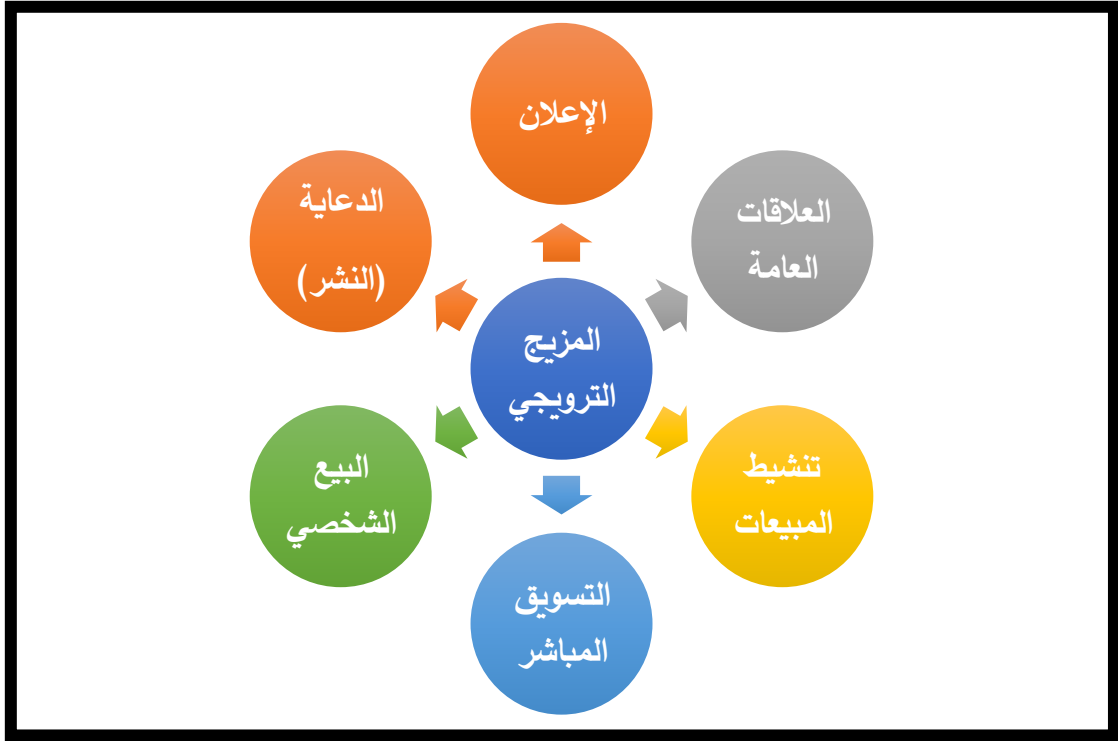 الإعلان
العلاقات
العامة
تنشيط
المبيعات
التسويق
المباشر
البيع
الشخصي
الدعاية
(النشر)
المزيج
الترويجي